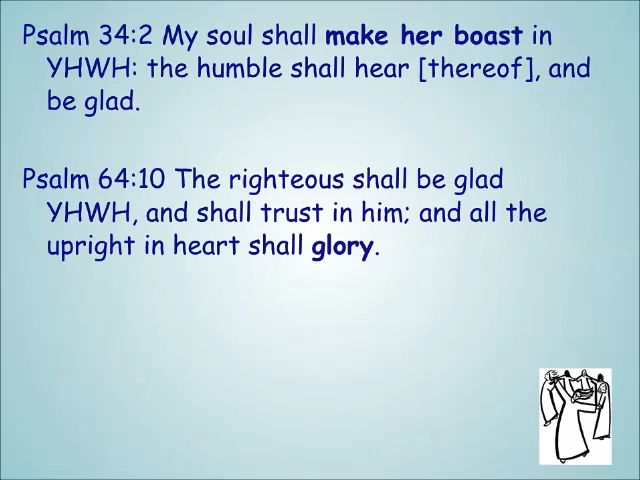 Psalm 34:2 My soul shall make her boast in
YHWH: the humble shall hear [thereof], and
be glad.
Psalm 64:10 The righteous shall be glad
YHWH, and shall trust in him; and all the
upright in heart shall glory.